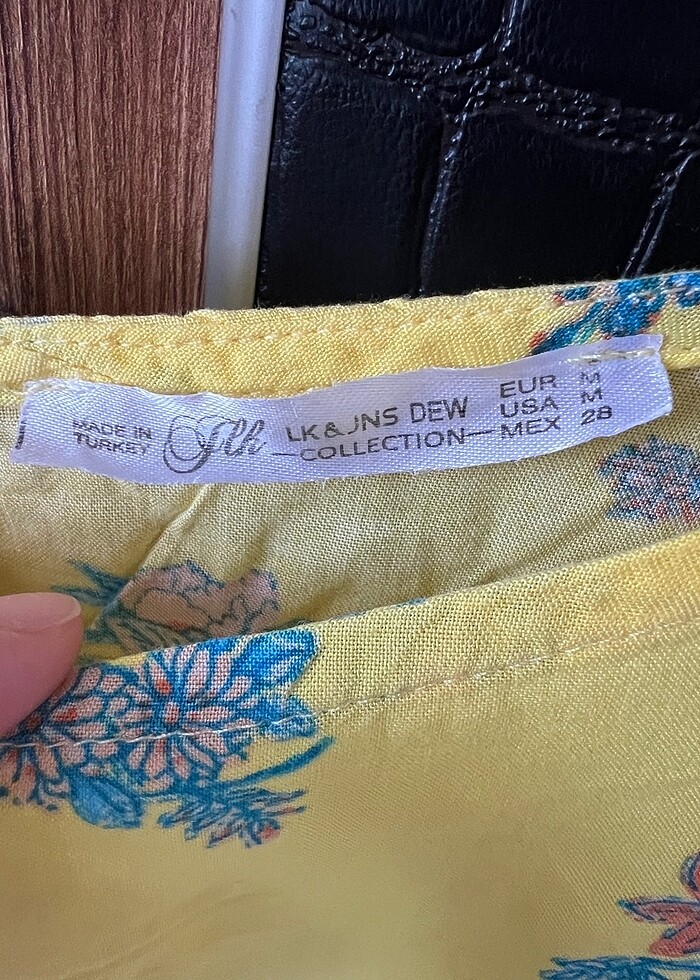 MADE IN
TURKEY
LK&JNS DEW
COLLECTION
EUR M
USA M
MEX 28